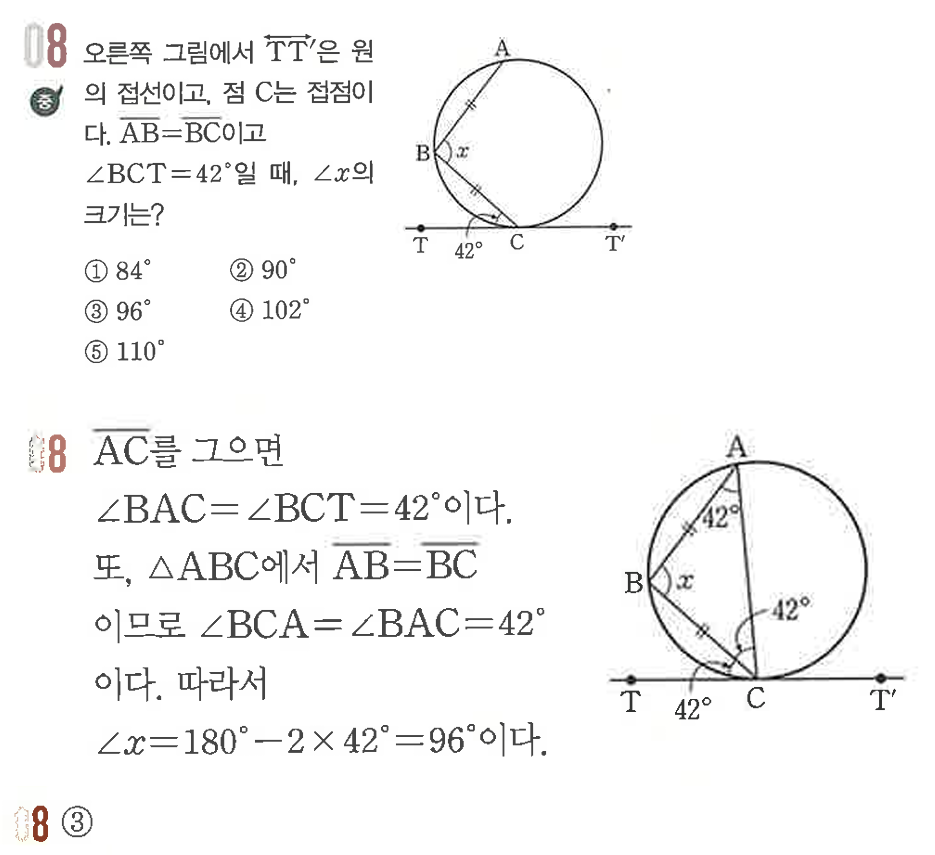 08 오른쪽 그림에서 TT′은 원
중 의 접선이고, 점 C는 접점이
다. AB=BC이고
∠BCT=42°일 때, ∠x의
크기는?
① 84° ② 90°
③ 96° ④ 102°
⑤ 110°
A
B x
T 42° C T′
08 AC를 그으면
∠BAC=∠BCT=42°이다.
또, △ABC에서 AB=BC
이므로 ∠BCA=∠BAC=42°
이다. 따라서
∠x=180°-2×42°=96°이다.
A
42°
B x
42°
T 42° C T′
08 ③